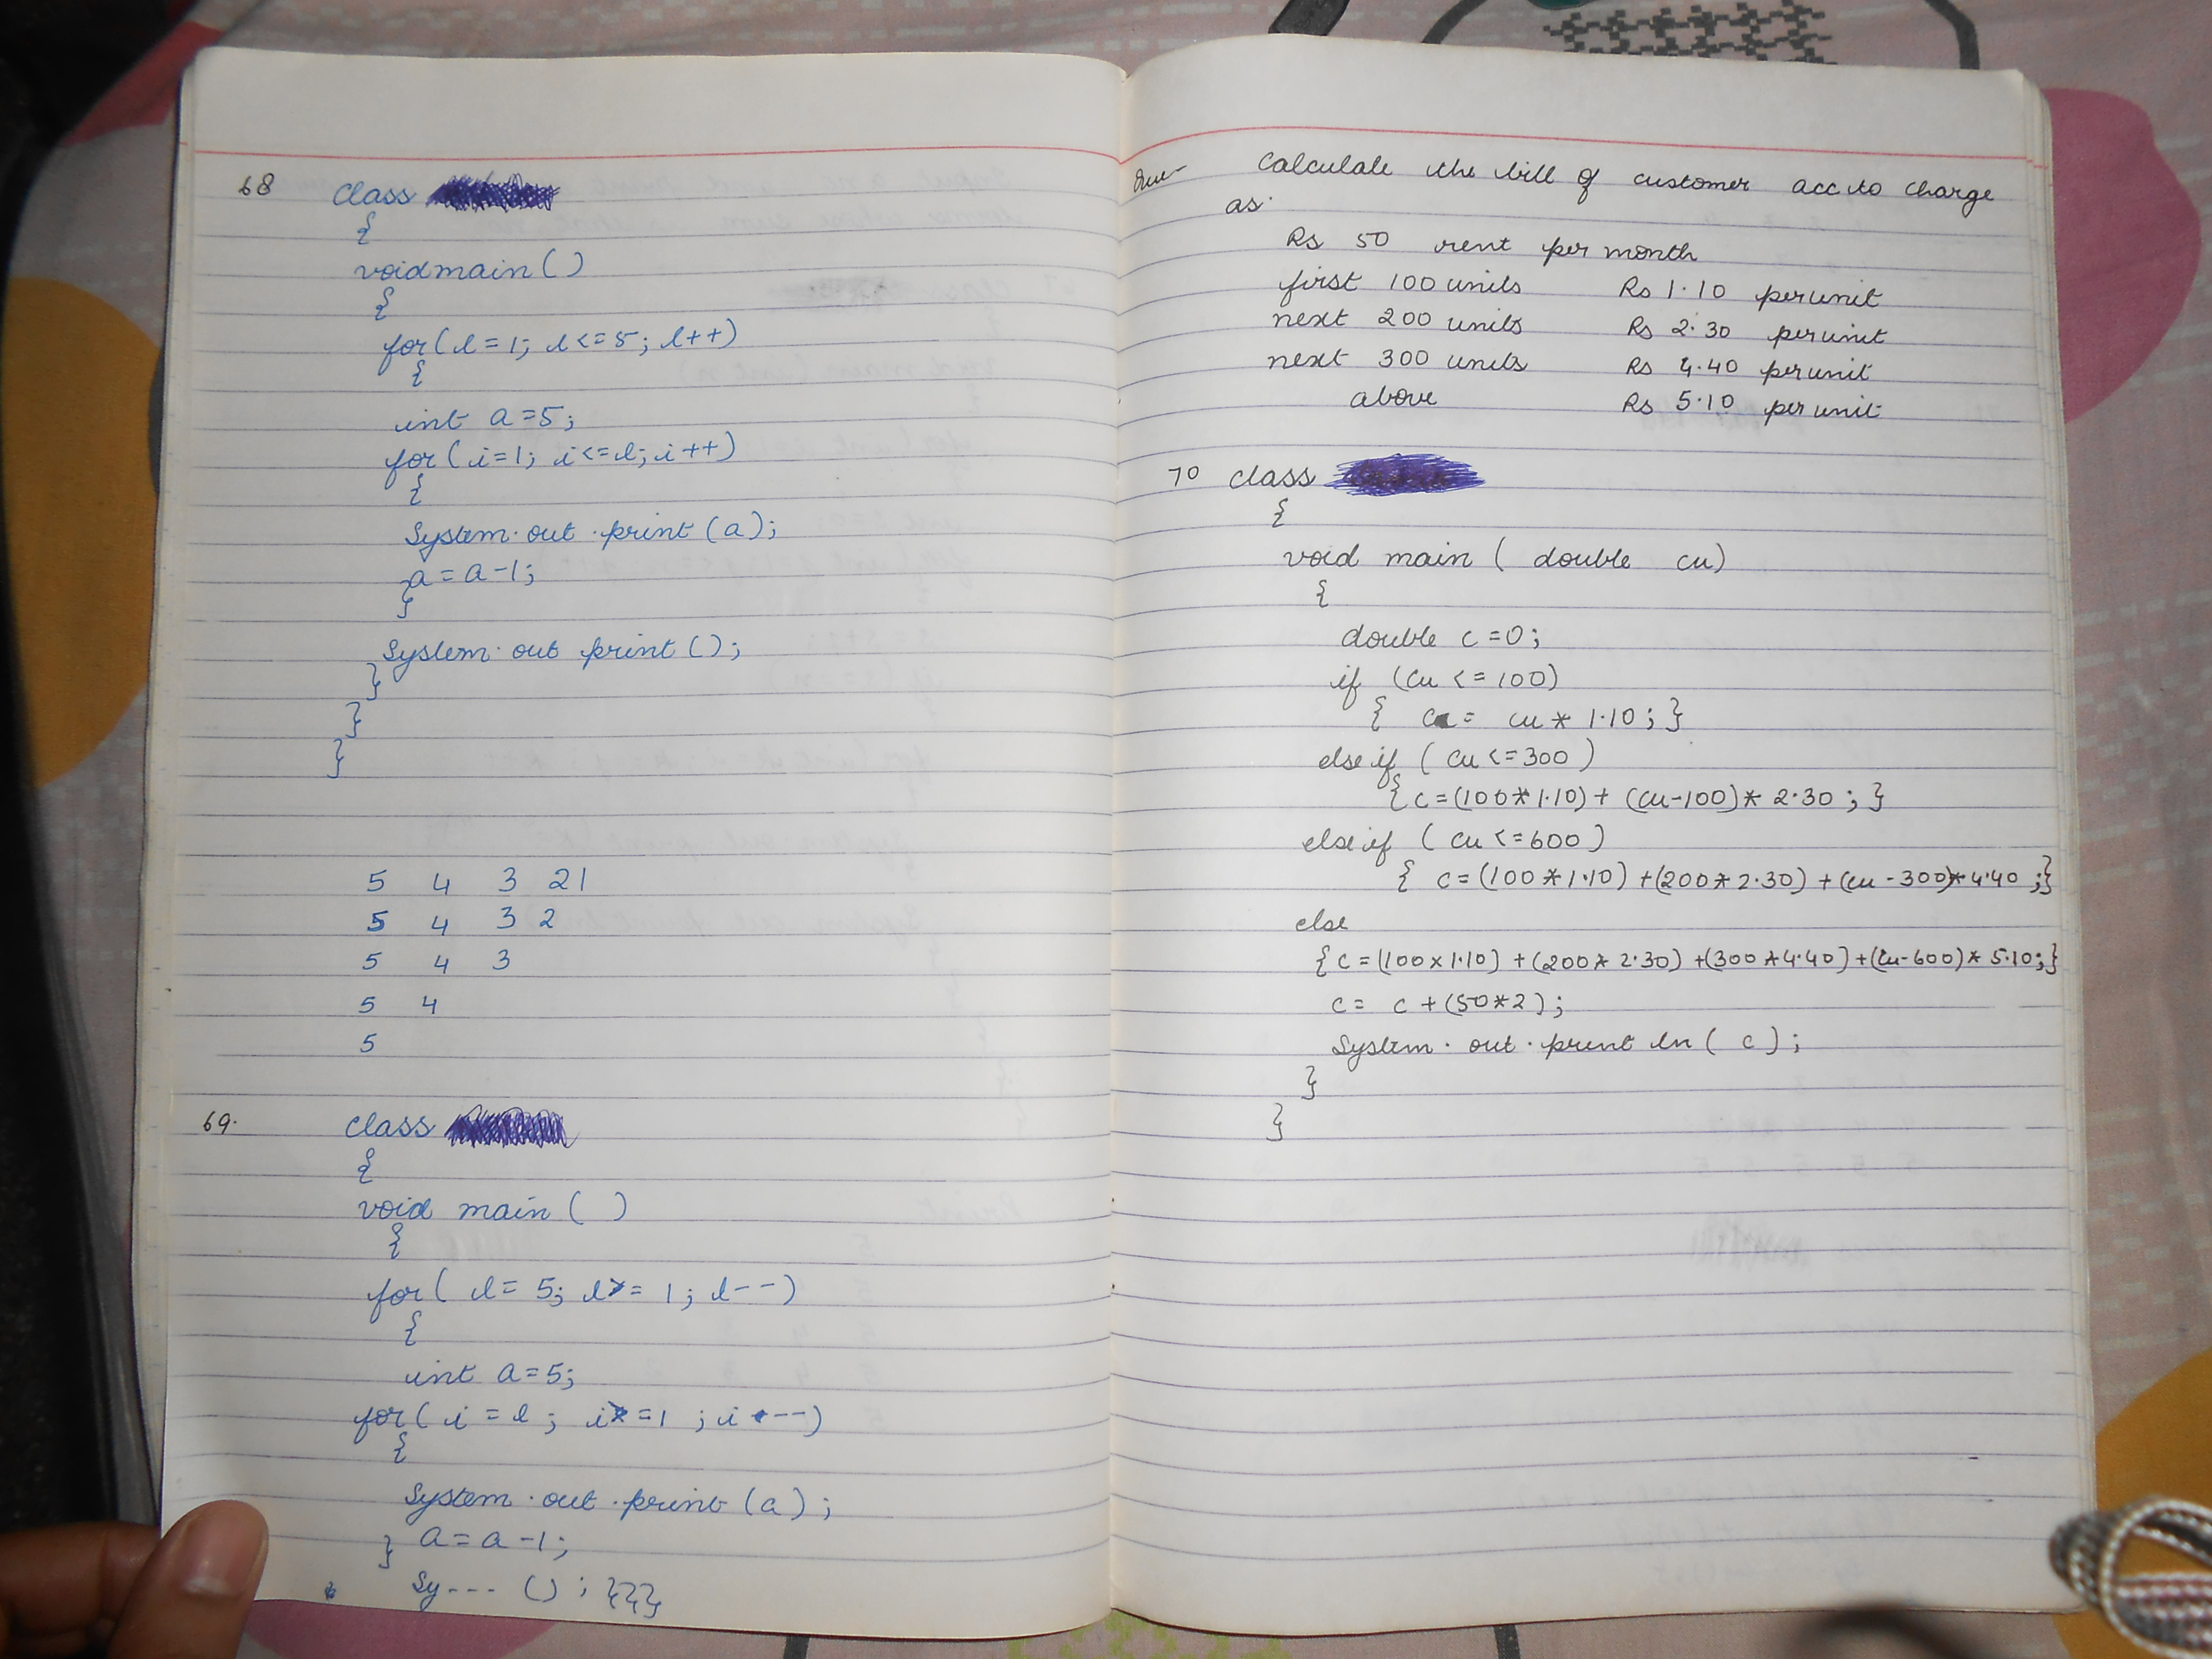 68 class
{
void main ( )
{
for ( l = 1; l <= 5; l++)
{
int a = 5;
for ( i=1; i<=l; i++)
{
System.out.print (a);
a = a-1;
}
System.out print ( );
}
}
}
5 4 3 2 1
5 4 3 2
5 4 3
5 4
5
69. class
{
void main ( )
{
for ( l = 5; l >= 1; l--)
{
int a=5;
for ( i = l ; i >=1 ; i --)
{
System.out.print (a) ;
} a = a -1;
Sy--- ( ) ; }}}
Que- Calculate the bill of customer acc to charge
as.
Rs 50 rent per month
first 100 units Rs 1.10 per unit
next 200 units Rs 2.30 per unit
next 300 units Rs 4.40 per unit
above Rs 5.10 per unit
70 class
{
void main ( double cu)
{
double c=0;
if (cu <= 100)
{ c = cu * 1.10 ; }
else if ( cu <= 300 )
{ c = (100*1.10) + (cu-100)* 2.30 ; }
else if ( cu <= 600 )
{ c = (100 *1.10) + (200*2.30) + (cu - 300)* 4.40 ;}
else
{ c = (100 x 1.10) + (200* 2.30) + (300 *4.40) + (cu-600)* 5.10;}
c = c + (50*2) ;
System. out . print ln ( c ) ;
}
}